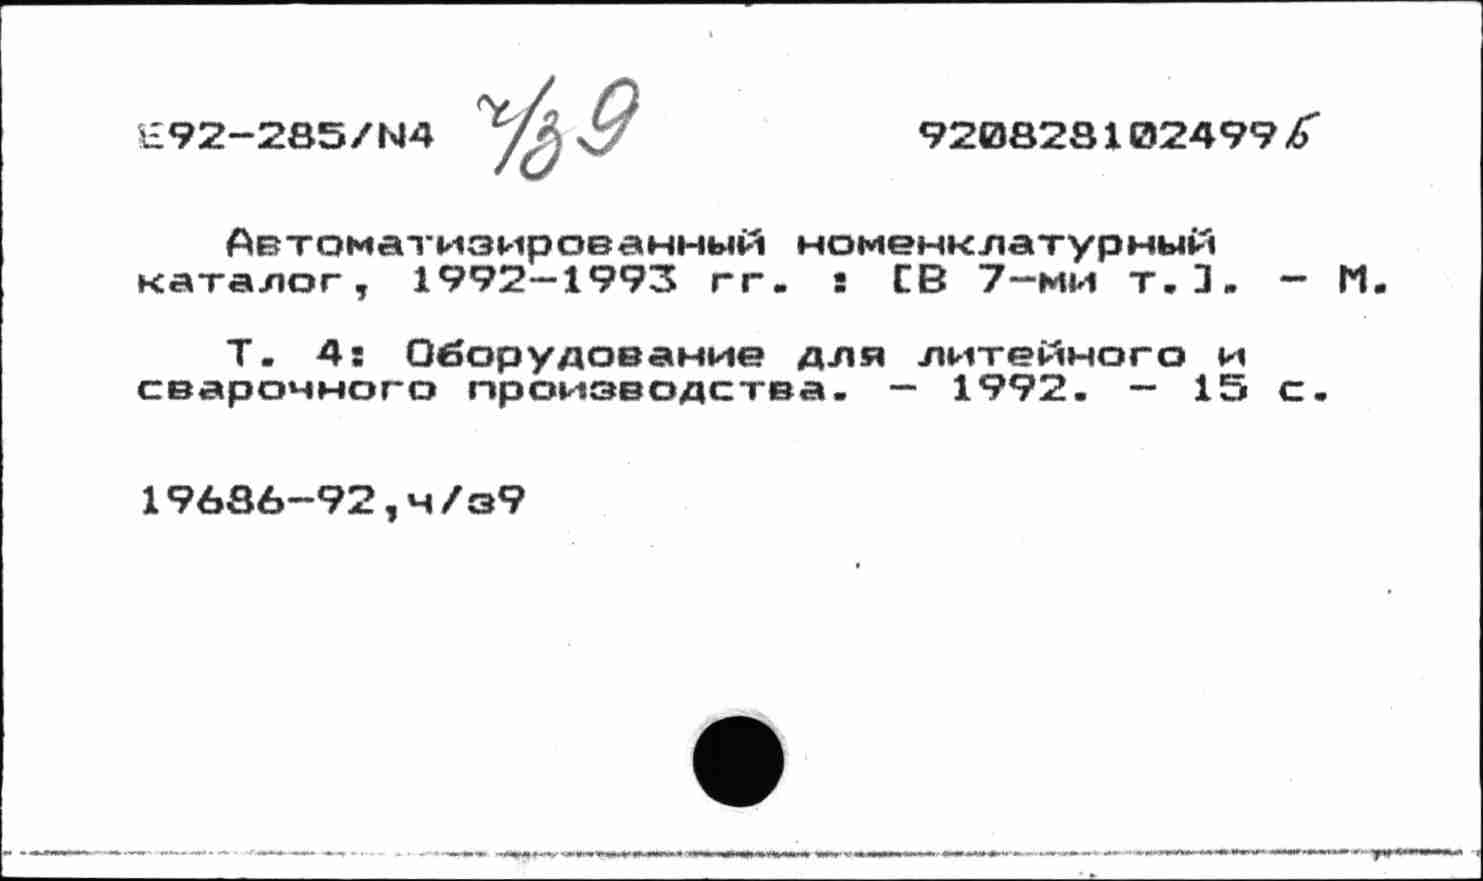 Е92-285/N4 ч/з 9 920828102499б
Автоматизированный номенклатурный
каталог, 1992-1993 гг. : [В 7-ми т.]. - М.
Т. 4: Оборудование для литейного и
сварочного производства. - 1992. - 15 с.
19686-92,ч/з9